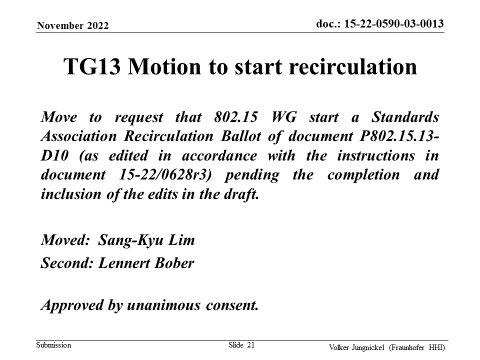 November 2022
doc.: 15-22-0590-03-0013
TG13 Motion to start recirculation
Move to request that 802.15 WG start a Standards
Association Recirculation Ballot of document P802.15.13-
D10 (as edited in accordance with the instructions in
document 15-22/0628r3) pending the completion and
inclusion of the edits in the draft.
Moved: Sang-Kyu Lim
Second: Lennert Bober
Approved by unanimous consent.
Submission
Slide 21
Volker Jungnickel (Fraunhofer HHI)